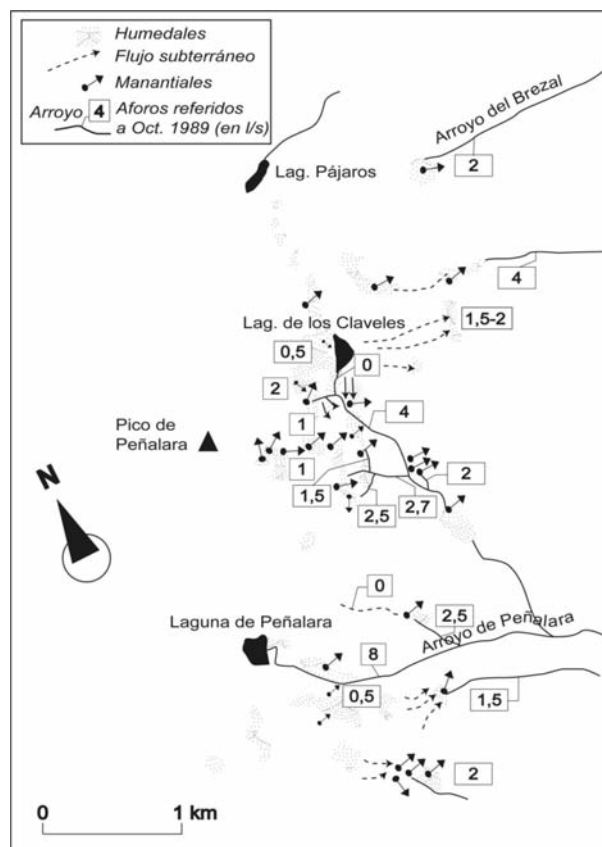 Humedales
Flujo subterráneo
Manantiales
Arroyo 4 Aforos referidos
a Oct. 1989 (en l/s)
Arroyo del Brezal
2
Lag. Pájaros
4
Lag. de los Claveles
1,5-2
0,5
0
2
1
4
Pico de
Peñalara
1
2
1,5
2,5
2,7
N
0
Laguna de Peñalara
2,5
Arroyo de Peñalara
8
0,5
1,5
2
0 1 km